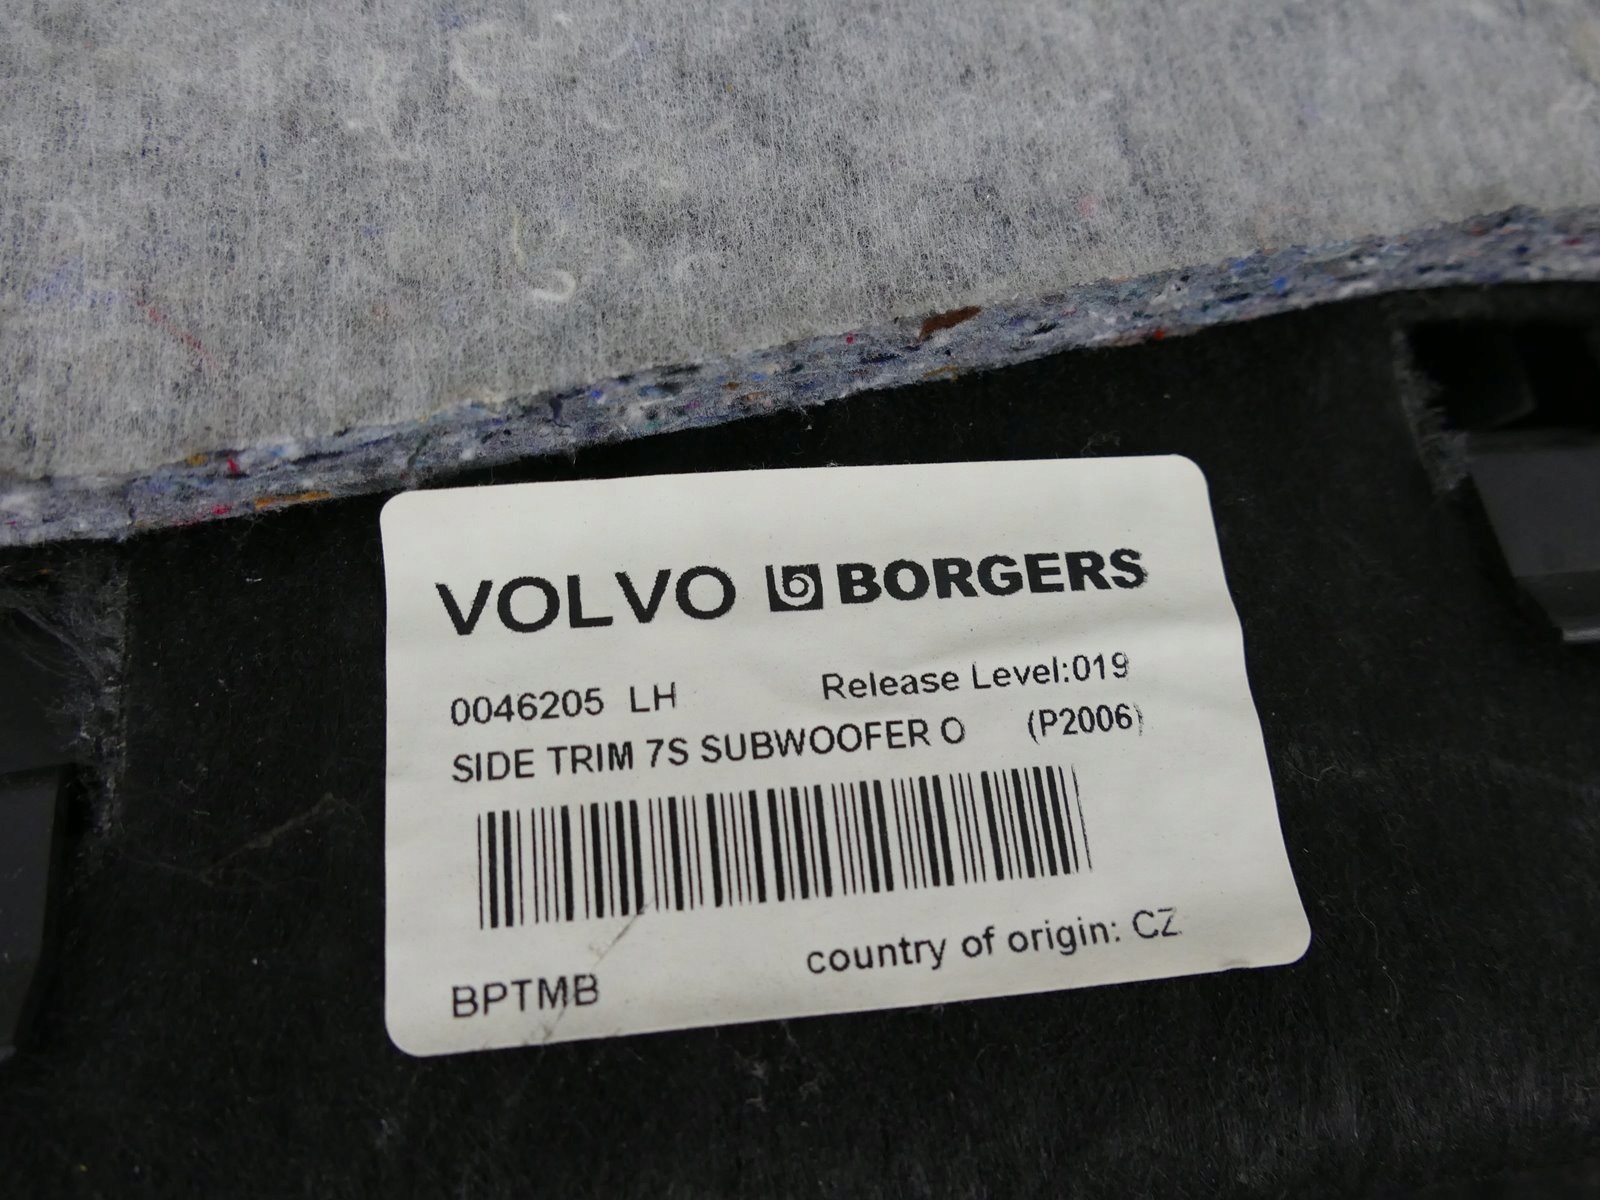 VOLVO BORGERS
0046205 LH Release Level:019
SIDE TRIM 7S SUBWOOFER O (P2006)
country of origin: CZ
BPTMB